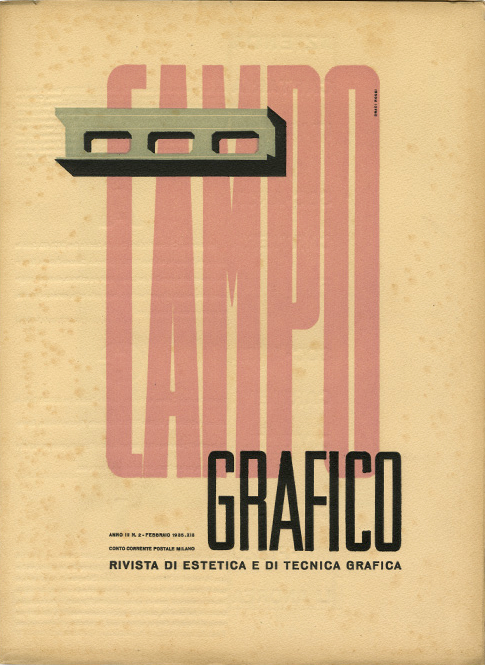 CAMPO
GRAFICO
ANNO III N. 2 - FEBBRAIO 1935-XIII
CONTO CORRENTE POSTALE MILANO
RIVISTA DI ESTETICA E DI TECNICA GRAFICA